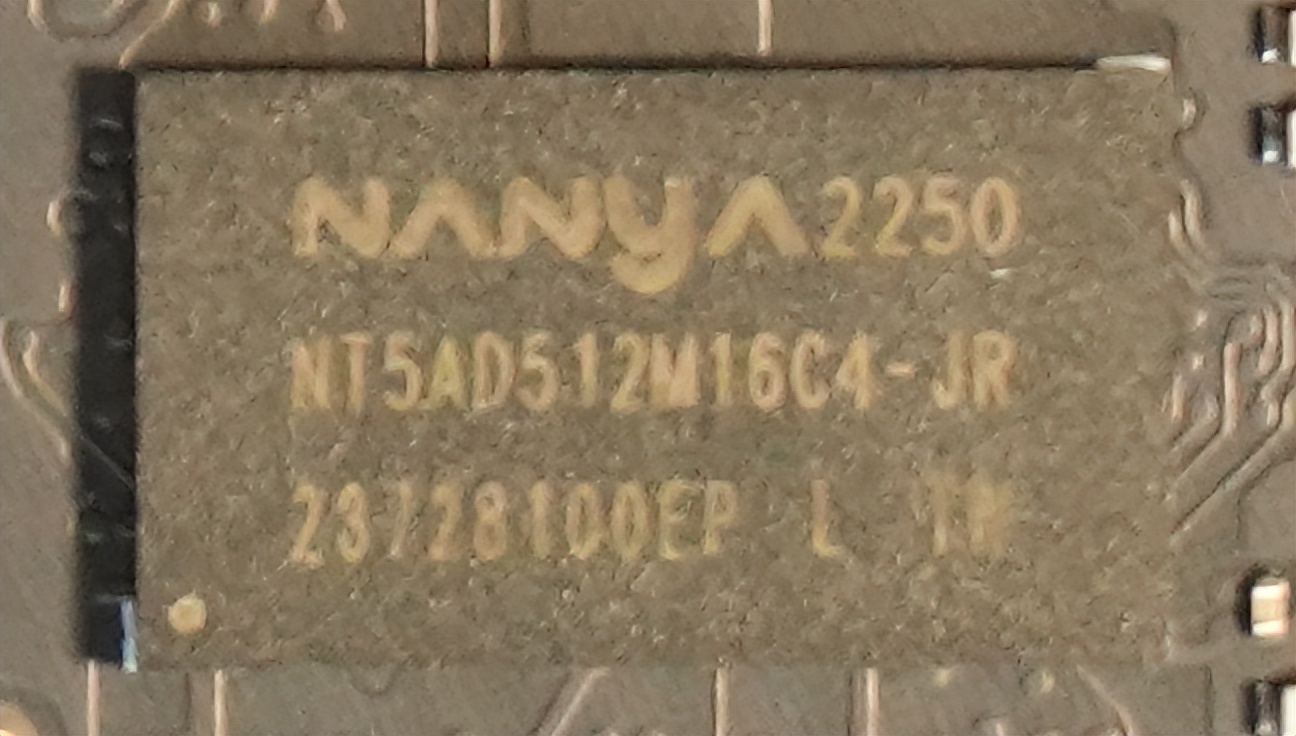 NANYA 2250
NT5AD512M16C4-JR
23728100EP L TW